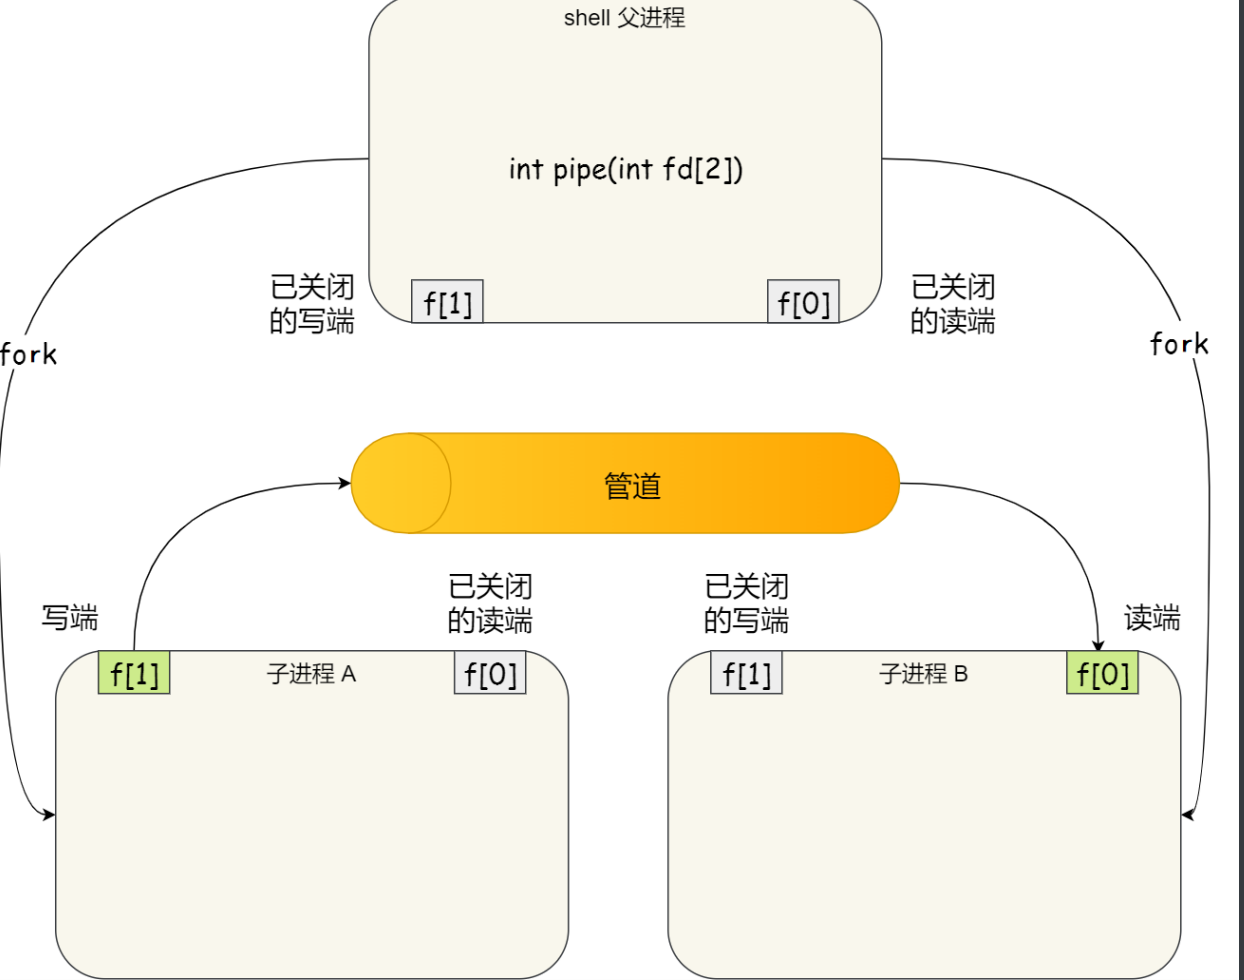 shell 父进程
int pipe(int fd[2])
已关闭
的写端
f[1]
f[0]
已关闭
的读端
fork
fork
管道
已关闭
的读端
已关闭
的写端
写端
读端
f[1]
子进程 A
f[0]
f[1]
子进程 B
f[0]